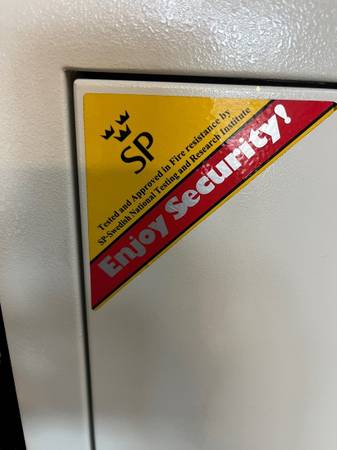 SP
Tested and Approved in Fire resistance by
SP-Swedish National Testing and Research Institute
Enjoy Security!